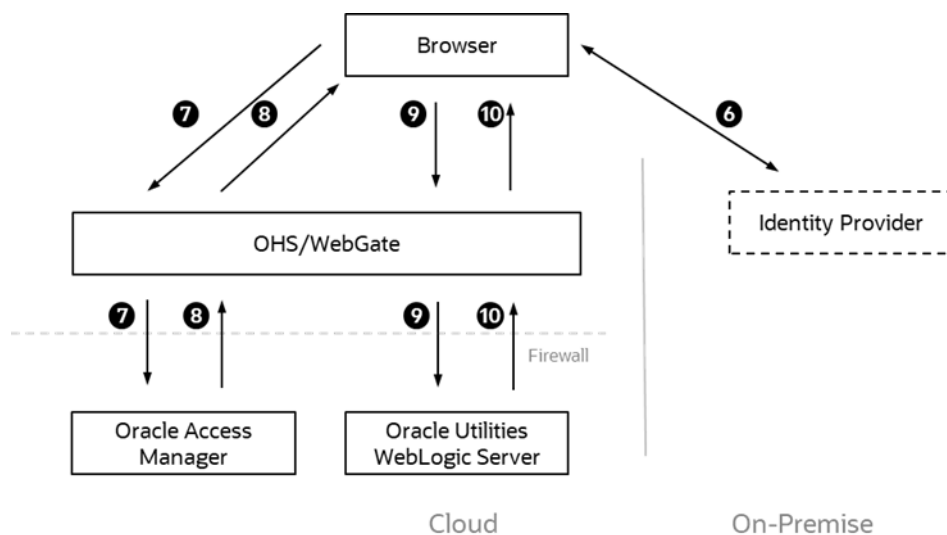 Browser
7
8
9
10
6
OHS/WebGate
Identity Provider
7
8
9
10
Firewall
Oracle Access
Manager
Oracle Utilities
WebLogic Server
Cloud
On-Premise